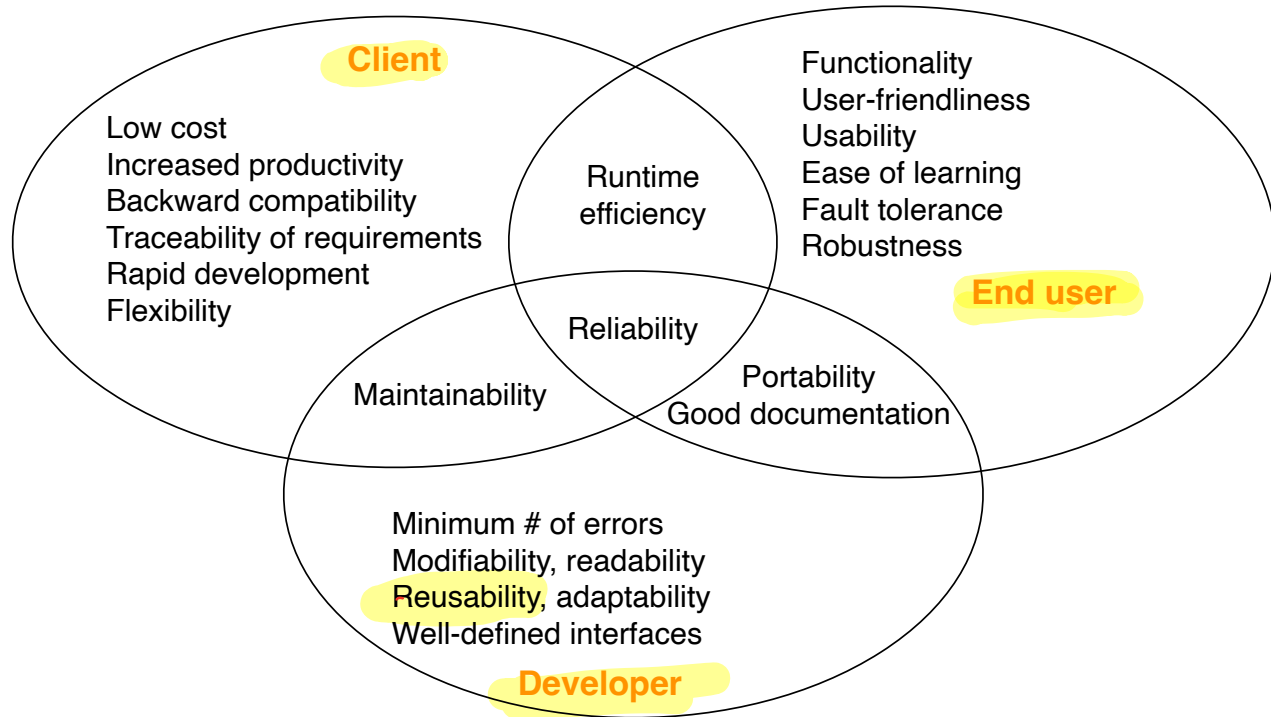 Client
Low cost
Increased productivity
Backward compatibility
Traceability of requirements
Rapid development
Flexibility
Runtime
efficiency
Functionality
User-friendliness
Usability
Ease of learning
Fault tolerance
Robustness
End user
Reliability
Maintainability
Portability
Good documentation
Minimum # of errors
Modifiability, readability
Reusability, adaptability
Well-defined interfaces
Developer